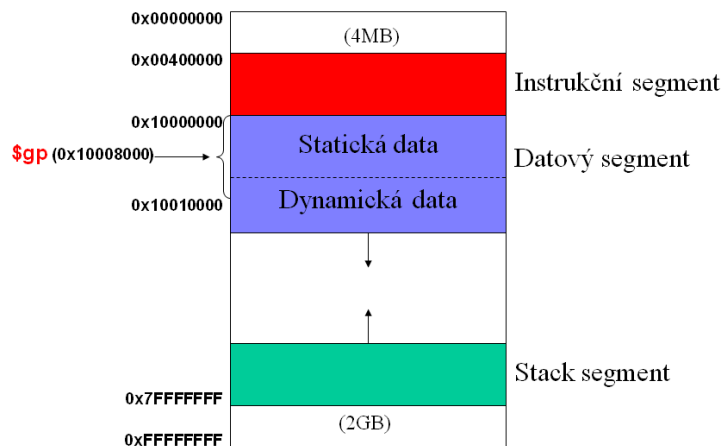 0x00000000
(4MB)
0x00400000
Instrukční segment
0x10000000
Statická data
Datový segment
$gp (0x10008000)
Dynamická data
0x10010000
Stack segment
0x7FFFFFFF
(2GB)
0xFFFFFFFF